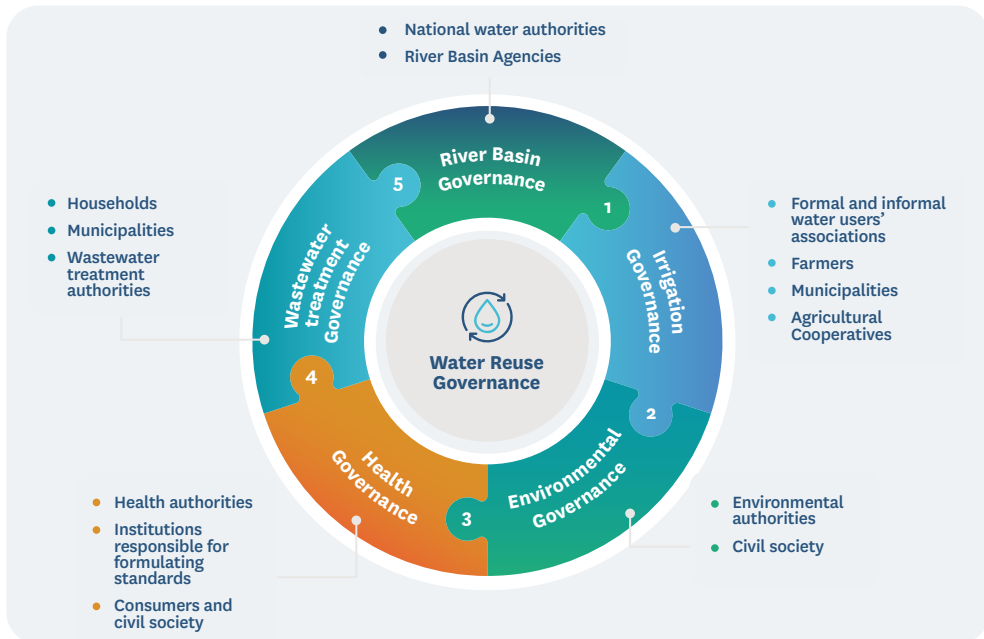 National water authorities
River Basin Agencies
River Basin
Governance
5
1
Households
Municipalities
Wastewater
treatment
authorities
Wastewater
treatment
Governance
Irrigation
Governance
Formal and informal
water users’
associations
Farmers
Municipalities
Agricultural
Cooperatives
Water Reuse
Governance
4
2
Health
Governance
3
Environmental
Governance
Health authorities
Institutions
responsible for
formulating
standards
Consumers and
civil society
Environmental
authorities
Civil society